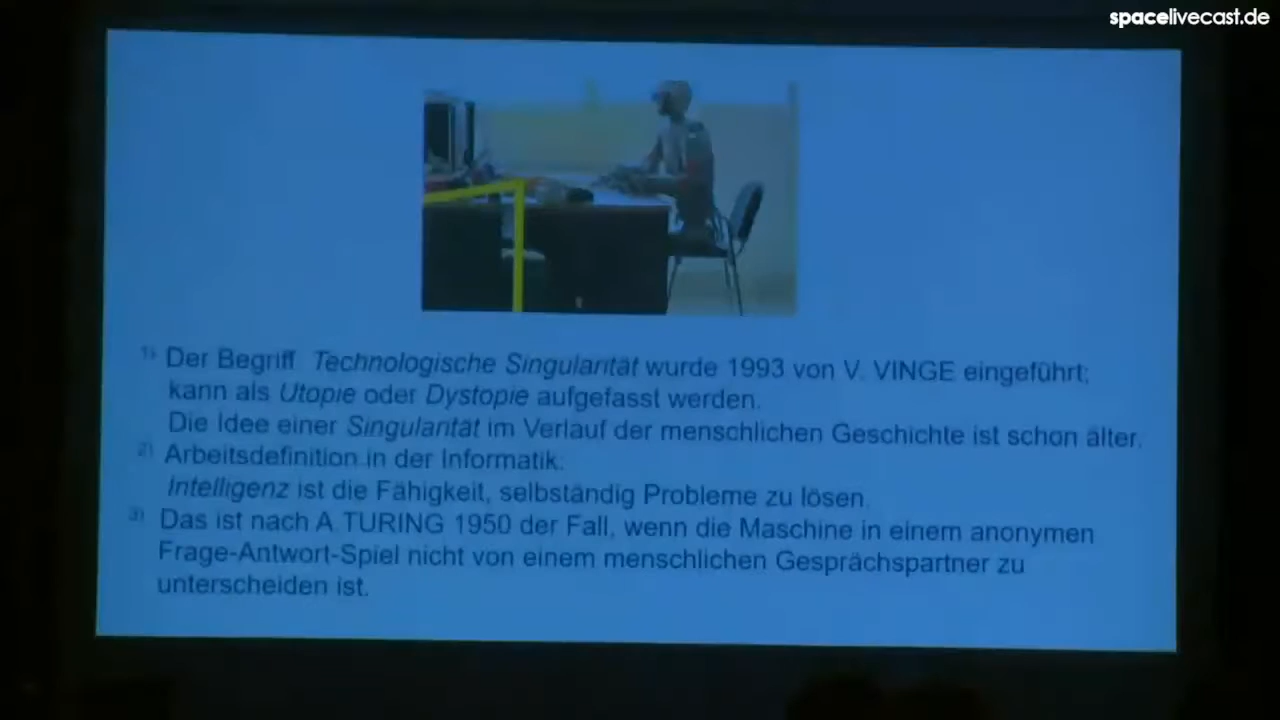 spacelivecast.de
1) Der Begriff Technologische Singularität wurde 1993 von V. VINGE eingeführt;
kann als Utopie oder Dystopie aufgefasst werden.
Die Idee einer Singularität im Verlauf der menschlichen Geschichte ist schon älter.
2) Arbeitsdefinition in der Informatik:
Intelligenz ist die Fähigkeit, selbständig Probleme zu lösen.
3) Das ist nach A.TURING 1950 der Fall, wenn die Maschine in einem anonymen
Frage-Antwort-Spiel nicht von einem menschlichen Gesprächspartner zu
unterscheiden ist.